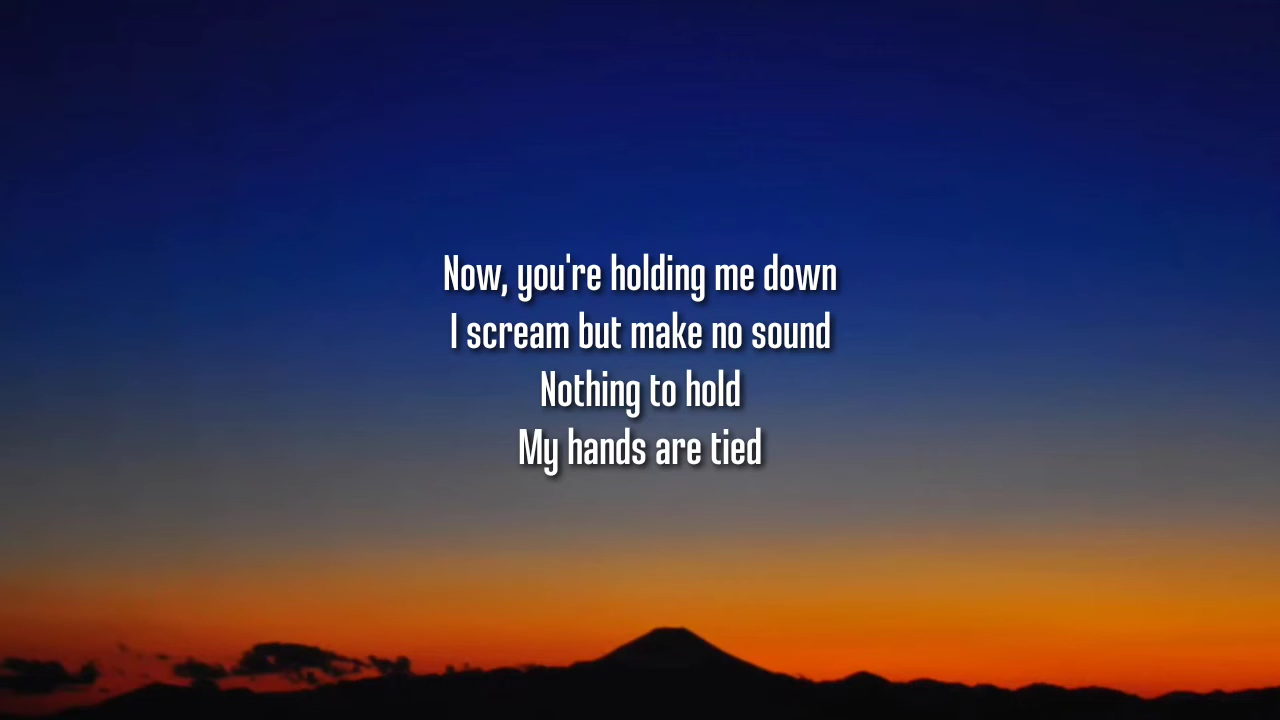 Now, you're holding me down
I scream but make no sound
Nothing to hold
My hands are tied